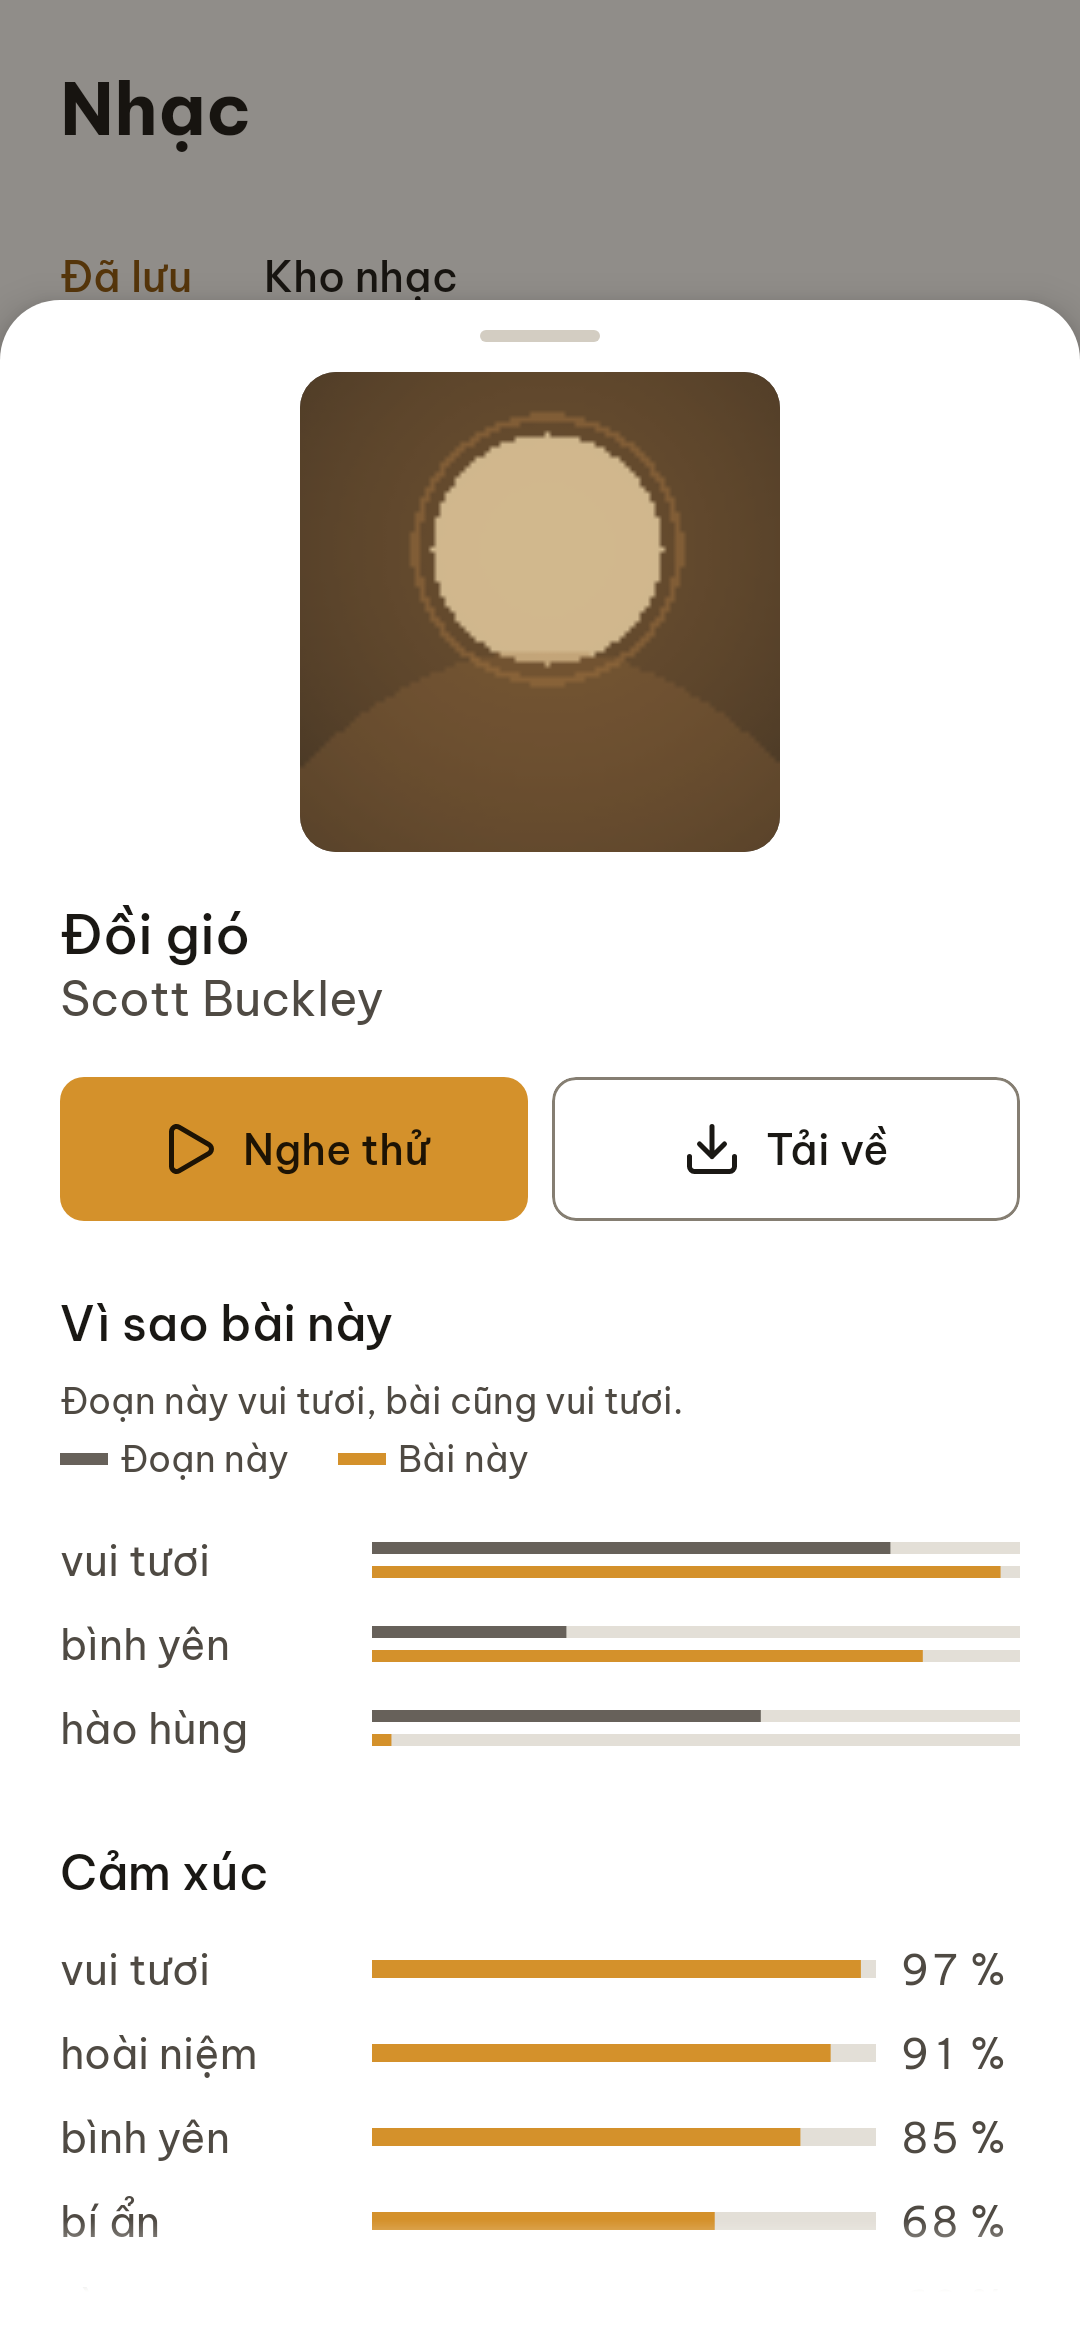 Nhạc
Đã lưu Kho nhạc
Đồi gió
Scott Buckley
Nghe thử Tải về
Vì sao bài này
Đoạn này vui tươi, bài cũng vui tươi.
Đoạn này Bài này
vui tươi
bình yên
hào hùng
Cảm xúc
vui tươi 97 %
hoài niệm 91 %
bình yên 85 %
bí ẩn 68 %